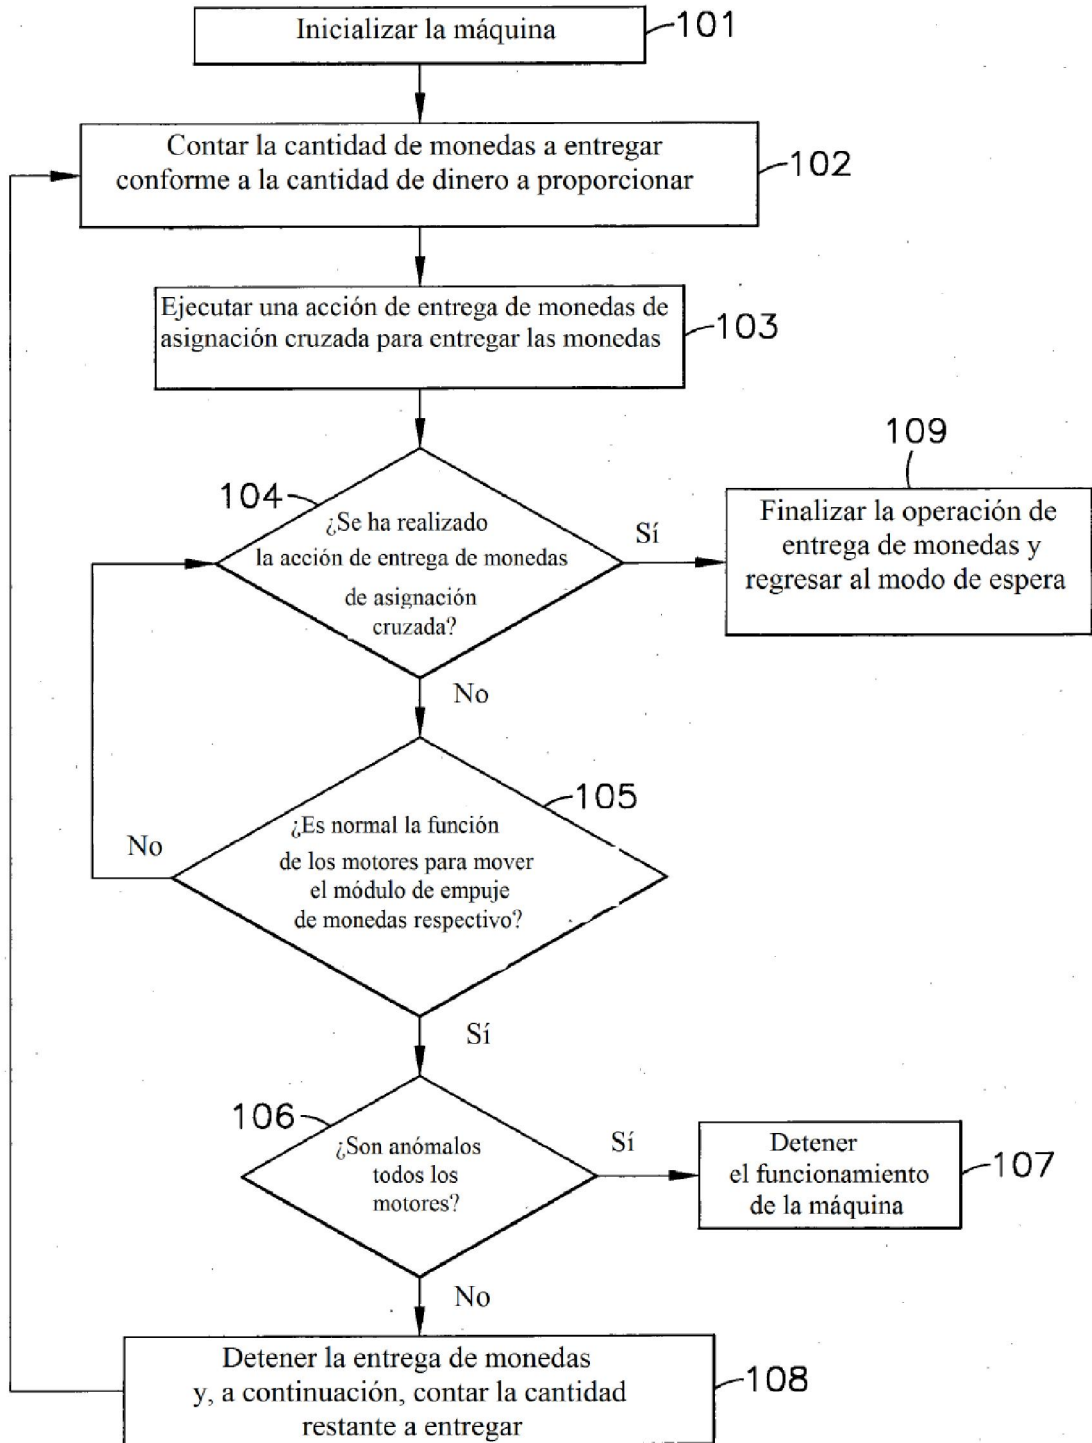 Inicializar la máquina
101
Contar la cantidad de monedas a entregar
conforme a la cantidad de dinero a proporcionar
102
Ejecutar una acción de entrega de monedas de
asignación cruzada para entregar las monedas
103
104
¿Se ha realizado
la acción de entrega de monedas
de asignación
cruzada?
Sí
109
Finalizar la operación de
entrega de monedas y
regresar al modo de espera
No
105
¿Es normal la función
de los motores para mover
el módulo de empuje
de monedas respectivo?
No
Sí
106
¿Son anómalos
todos los
motores?
Sí
Detener
el funcionamiento
de la máquina
107
No
Detener la entrega de monedas
y, a continuación, contar la cantidad
restante a entregar
108